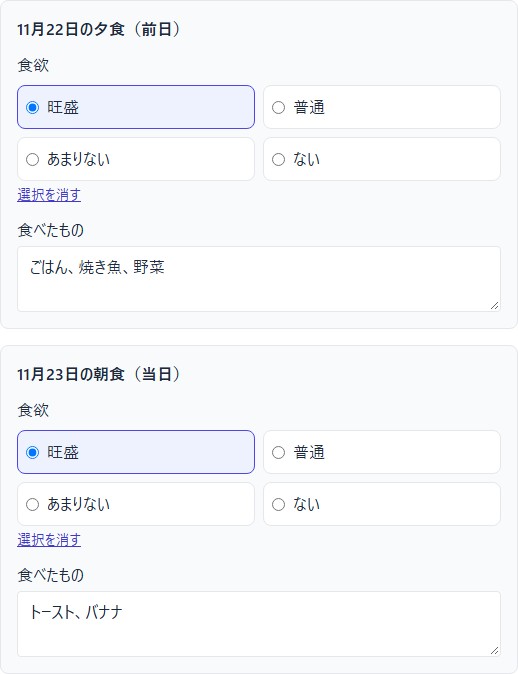 11月22日の夕食（前日）
食欲
旺盛
普通
あまりない
ない
選択を消す
食べたもの
ごはん、焼き魚、野菜
11月23日の朝食（当日）
食欲
旺盛
普通
あまりない
ない
選択を消す
食べたもの
トースト、バナナ